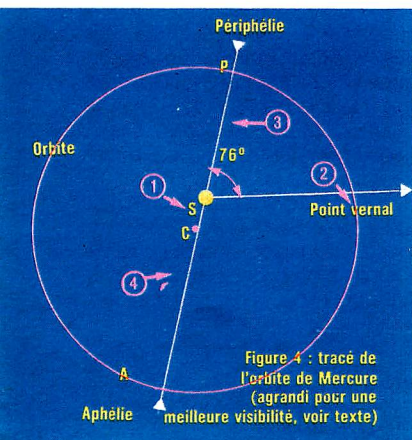 Périphélie
P
③
Orbite
76º
①
②
S
Point vernal
C
④
Figure 4 : tracé de
l'orbite de Mercure
(agrandi pour une
meilleure visibilité, voir texte)
A
Aphélie